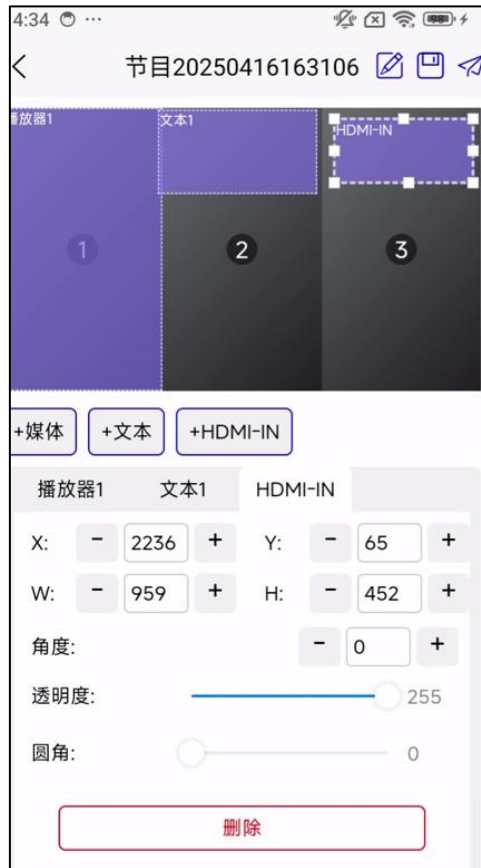 4:34 ...
节目20250416163106
播放器1
文本1
HDMI-IN
1
2
3
+媒体
+文本
+HDMI-IN
播放器1
文本1
HDMI-IN
X: - 2236 + Y: - 65 +
W: - 959 + H: - 452 +
角度: - 0 +
透明度: 255
圆角: 0
删除